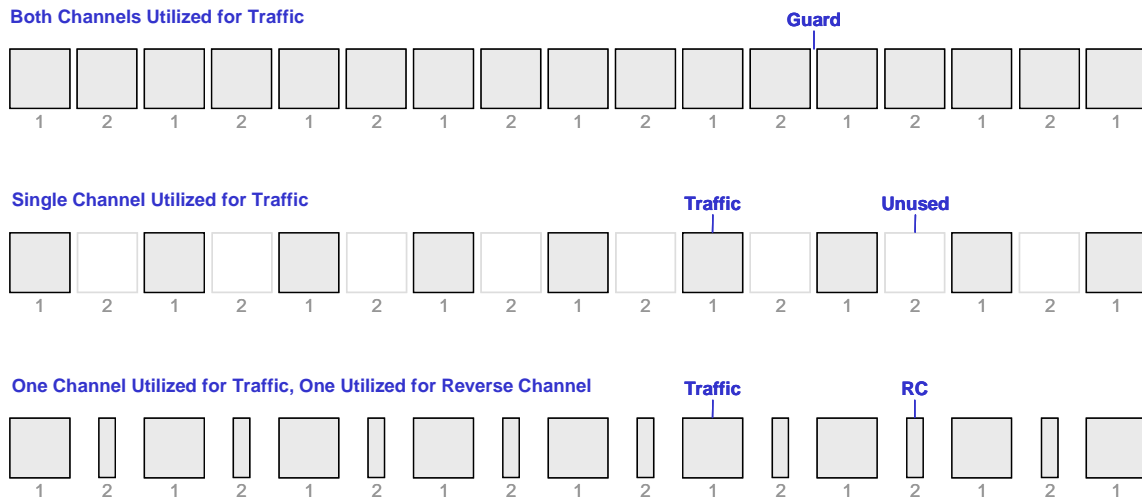 Both Channels Utilized for Traffic Guard
1 2 1 2 1 2 1 2 1 2 1 2 1 2 1 2 1
Single Channel Utilized for Traffic Traffic Unused
1 2 1 2 1 2 1 2 1 2 1 2 1 2 1 2 1
One Channel Utilized for Traffic, One Utilized for Reverse Channel Traffic RC
1 2 1 2 1 2 1 2 1 2 1 2 1 2 1 2 1